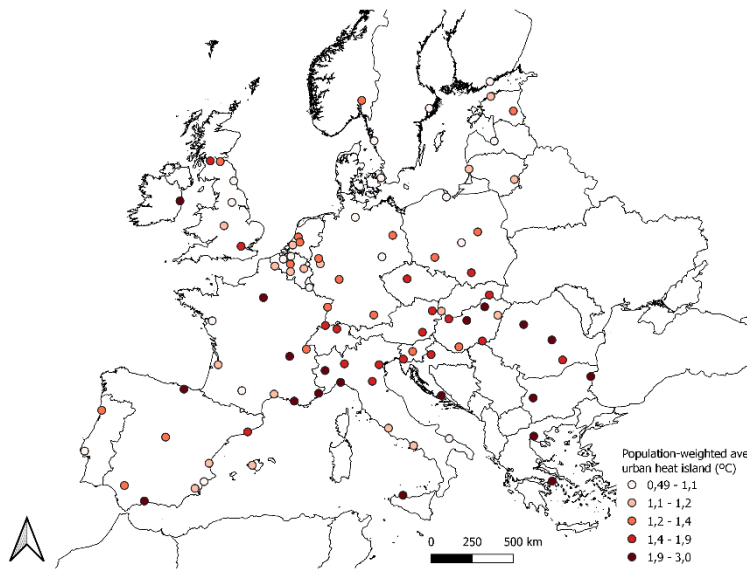 Population-weighted ave
urban heat island (ºC)
0,49 - 1,1
1,1 - 1,2
1,2 - 1,4
1,4 - 1,9
1,9 - 3,0
0 250 500 km